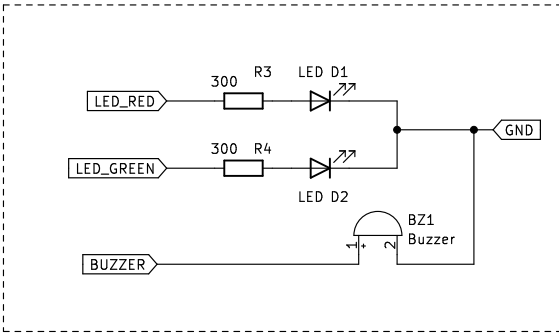 300 R3 LED D1
LED_RED
GND
300 R4
LED_GREEN
LED D2
BZ1
Buzzer
1 + 2
BUZZER